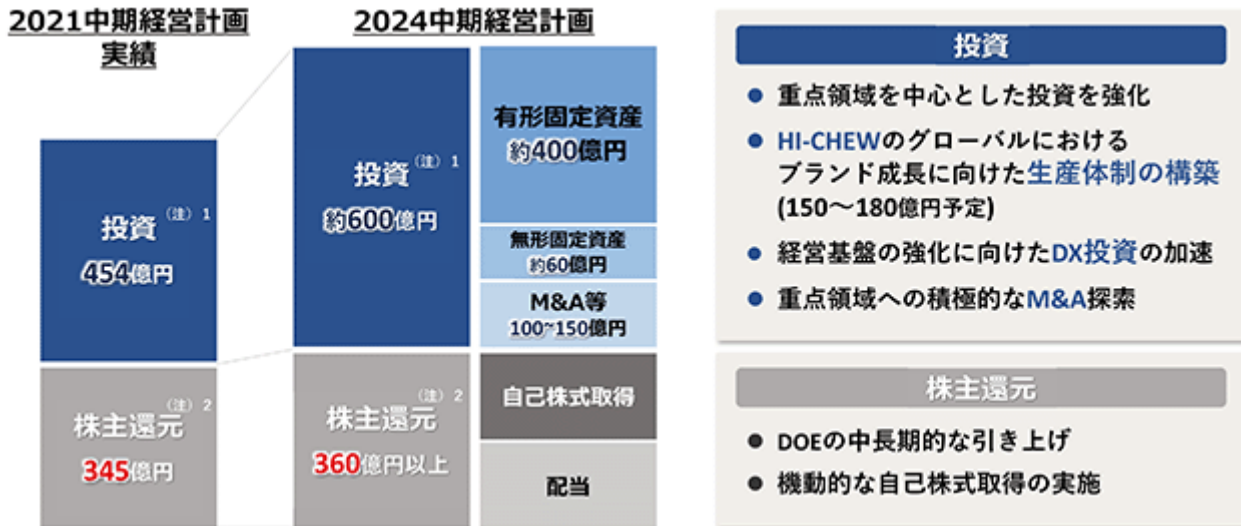 2021中期経営計画
実績
2024中期経営計画
投資（注）1
454億円
株主還元（注）2
345億円
投資（注）1
約600億円
株主還元（注）2
360億円以上
有形固定資産
約400億円
無形固定資産
約60億円
M&A等
100~150億円
自己株式取得
配当
投資
● 重点領域を中心とした投資を強化
● HI-CHEWのグローバルにおける
ブランド成長に向けた生産体制の構築
(150～180億円予定)
● 経営基盤の強化に向けたDX投資の加速
● 重点領域への積極的なM&A探索
株主還元
● DOEの中長期的な引き上げ
● 機動的な自己株式取得の実施